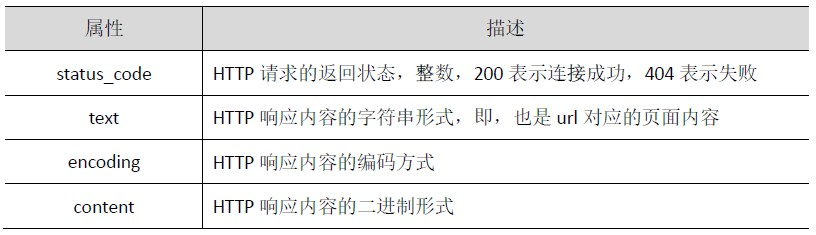 属性 描述
status_code HTTP 请求的返回状态，整数，200 表示连接成功，404 表示失败
text HTTP 响应内容的字符串形式，即，也是 url 对应的页面内容
encoding HTTP 响应内容的编码方式
content HTTP 响应内容的二进制形式